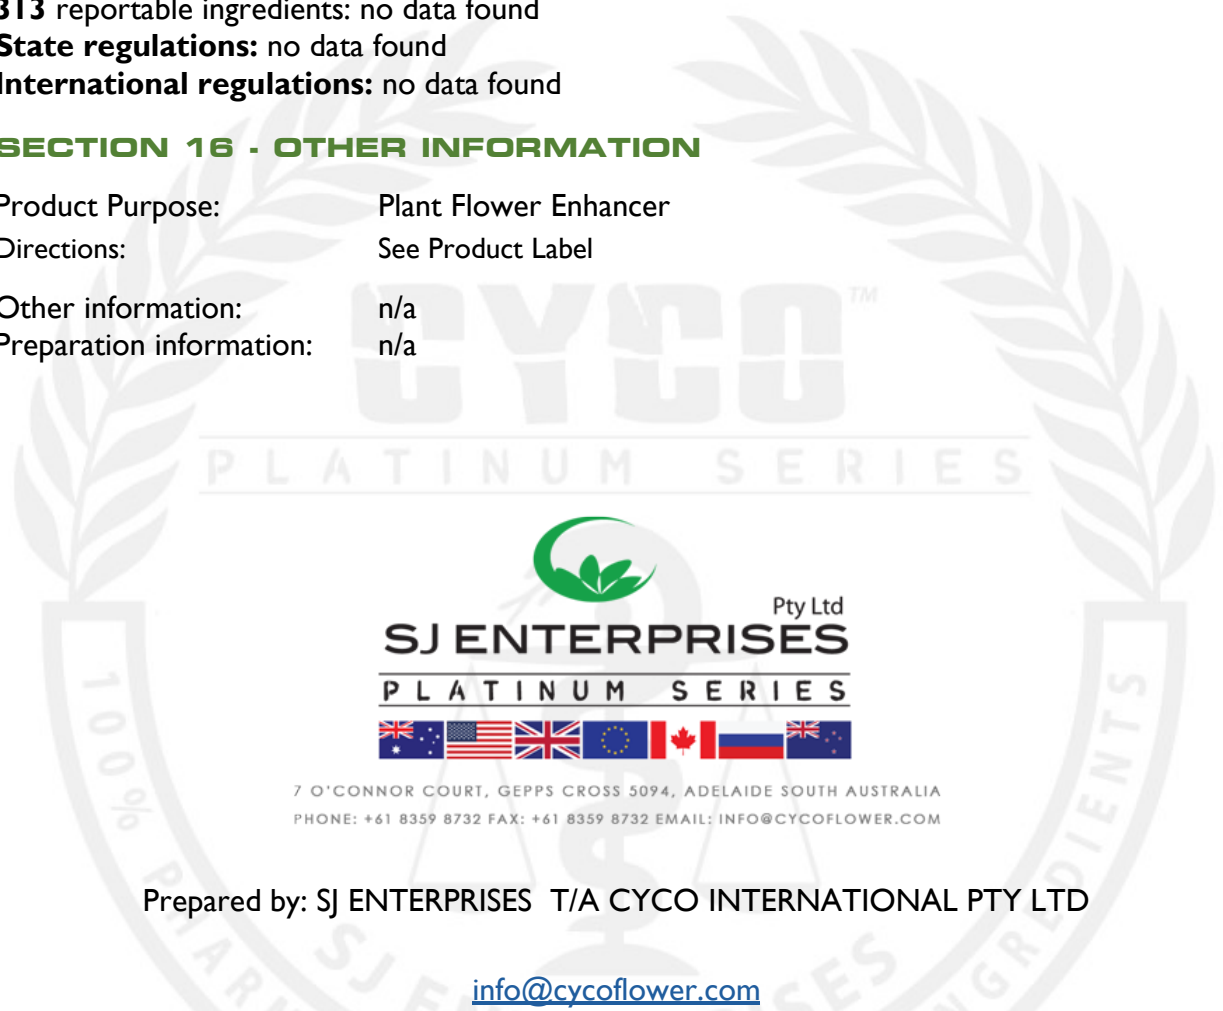 313 reportable ingredients: no data found
State regulations: no data found
International regulations: no data found
SECTION 16 - OTHER INFORMATION
Product Purpose: Plant Flower Enhancer
Directions: See Product Label
Other information: n/a
Preparation information: n/a
CYCO™
PLATINUM SERIES
Pty Ltd
SJ ENTERPRISES
PLATINUM SERIES
7 O'CONNOR COURT, GEPPS CROSS 5094, ADELAIDE SOUTH AUSTRALIA
PHONE: +61 8359 8732 FAX: +61 8359 8732 EMAIL: INFO@CYCOFLOWER.COM
100%
Prepared by: SJ ENTERPRISES T/A CYCO INTERNATIONAL PTY LTD
info@cycoflower.com